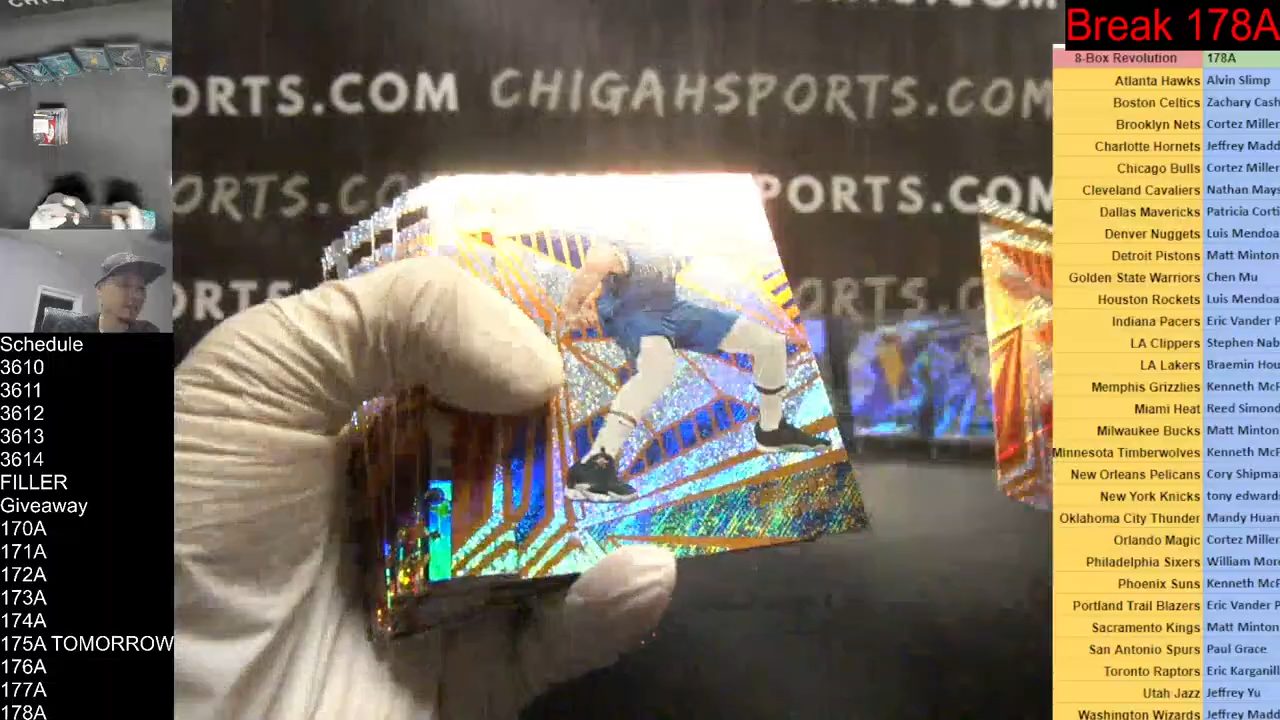 Break 178A
8-Box Revolution 178A
Atlanta Hawks Alvin Slimp
Boston Celtics Zachary Cash
Brooklyn Nets Cortez Miller
Charlotte Hornets Jeffrey Madd
Chicago Bulls Cortez Miller
Cleveland Cavaliers Nathan Mays
Dallas Mavericks Patricia Corti
Denver Nuggets Luis Mendoa
Detroit Pistons Matt Minton
Golden State Warriors Chen Mu
Houston Rockets Luis Mendoa
Indiana Pacers Eric Vander P
LA Clippers Stephen Nab
LA Lakers Braemin Hou
Memphis Grizzlies Kenneth McF
Miami Heat Reed Simond
Milwaukee Bucks Matt Minton
Minnesota Timberwolves Kenneth McF
New Orleans Pelicans Cory Shipma
New York Knicks tony edward
Oklahoma City Thunder Mandy Huan
Orlando Magic Cortez Miller
Philadelphia Sixers William More
Phoenix Suns Kenneth McF
Portland Trail Blazers Eric Vander P
Sacramento Kings Matt Minton
San Antonio Spurs Paul Grace
Toronto Raptors Eric Karganill
Utah Jazz Jeffrey Yu
Washington Wizards Jeffrey Madd
ORTS.COM CHIGAHSPORTS.COM
ORTS.C PORTS.COM
ORTS ORTS.C
Schedule
3610
3611
3612
3613
3614
FILLER
Giveaway
170A
171A
172A
173A
174A
175A TOMORROW
176A
177A
178A